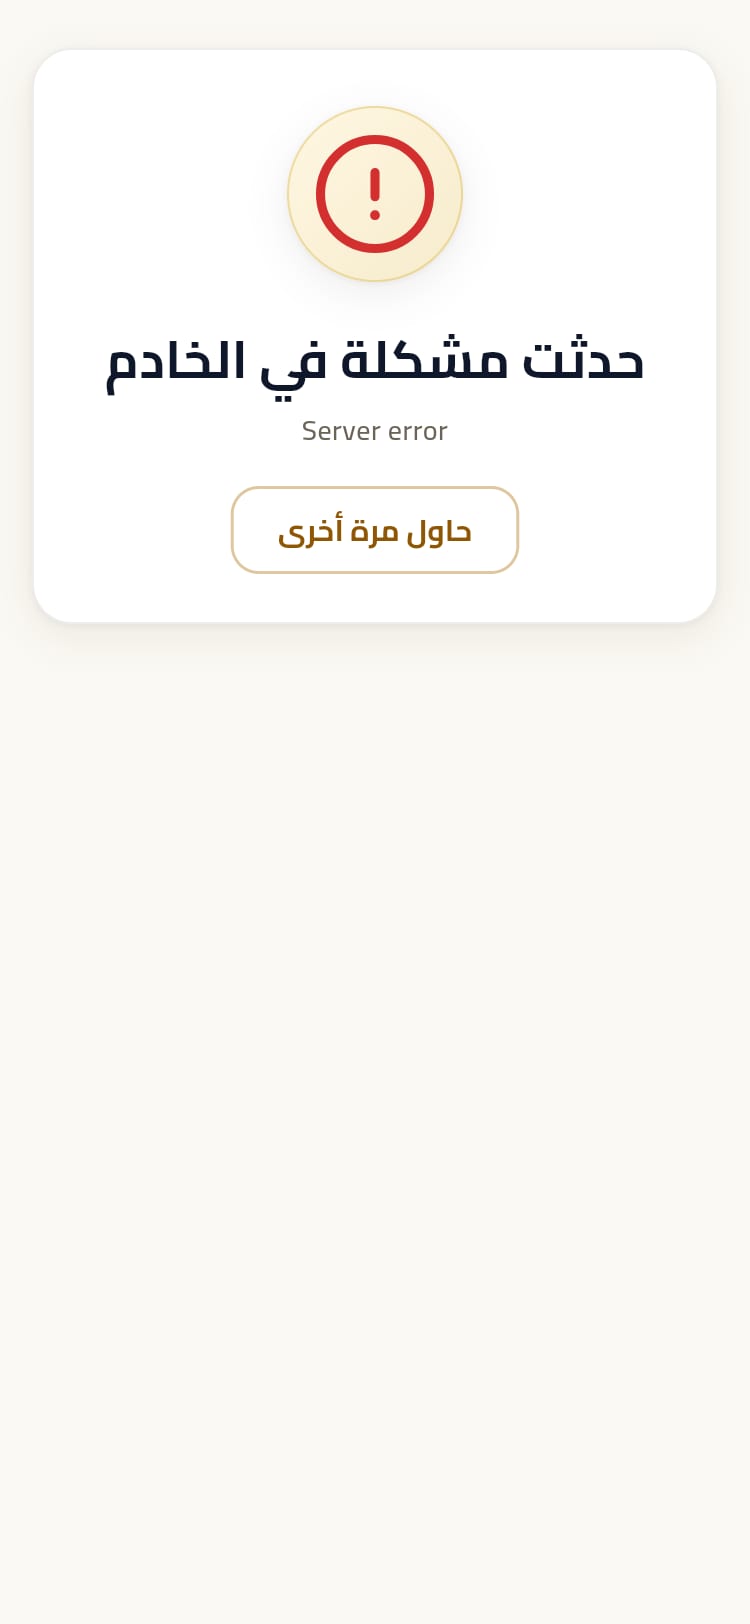 حدثت مشكلة في الخادم
Server error
حاول مرة أخرى